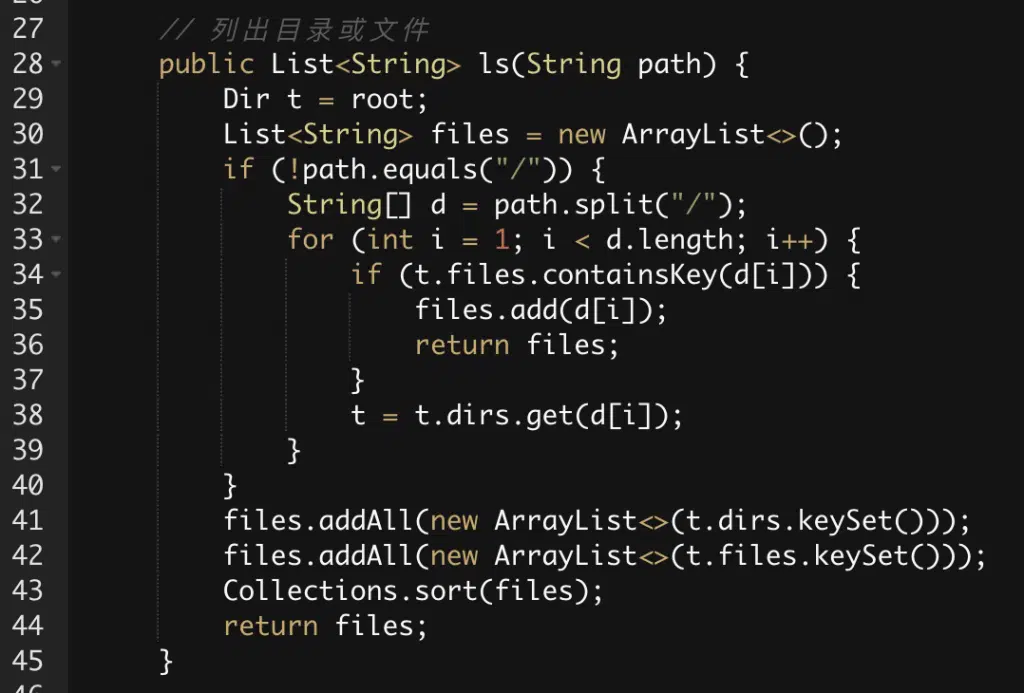 27 // 列出目录或文件
28 public List<String> ls(String path) {
29 Dir t = root;
30 List<String> files = new ArrayList<>();
31 if (!path.equals("/")) {
32 String[] d = path.split("/");
33 for (int i = 1; i < d.length; i++) {
34 if (t.files.containsKey(d[i])) {
35 files.add(d[i]);
36 return files;
37 }
38 t = t.dirs.get(d[i]);
39 }
40 }
41 files.addAll(new ArrayList<>(t.dirs.keySet()));
42 files.addAll(new ArrayList<>(t.files.keySet()));
43 Collections.sort(files);
44 return files;
45 }